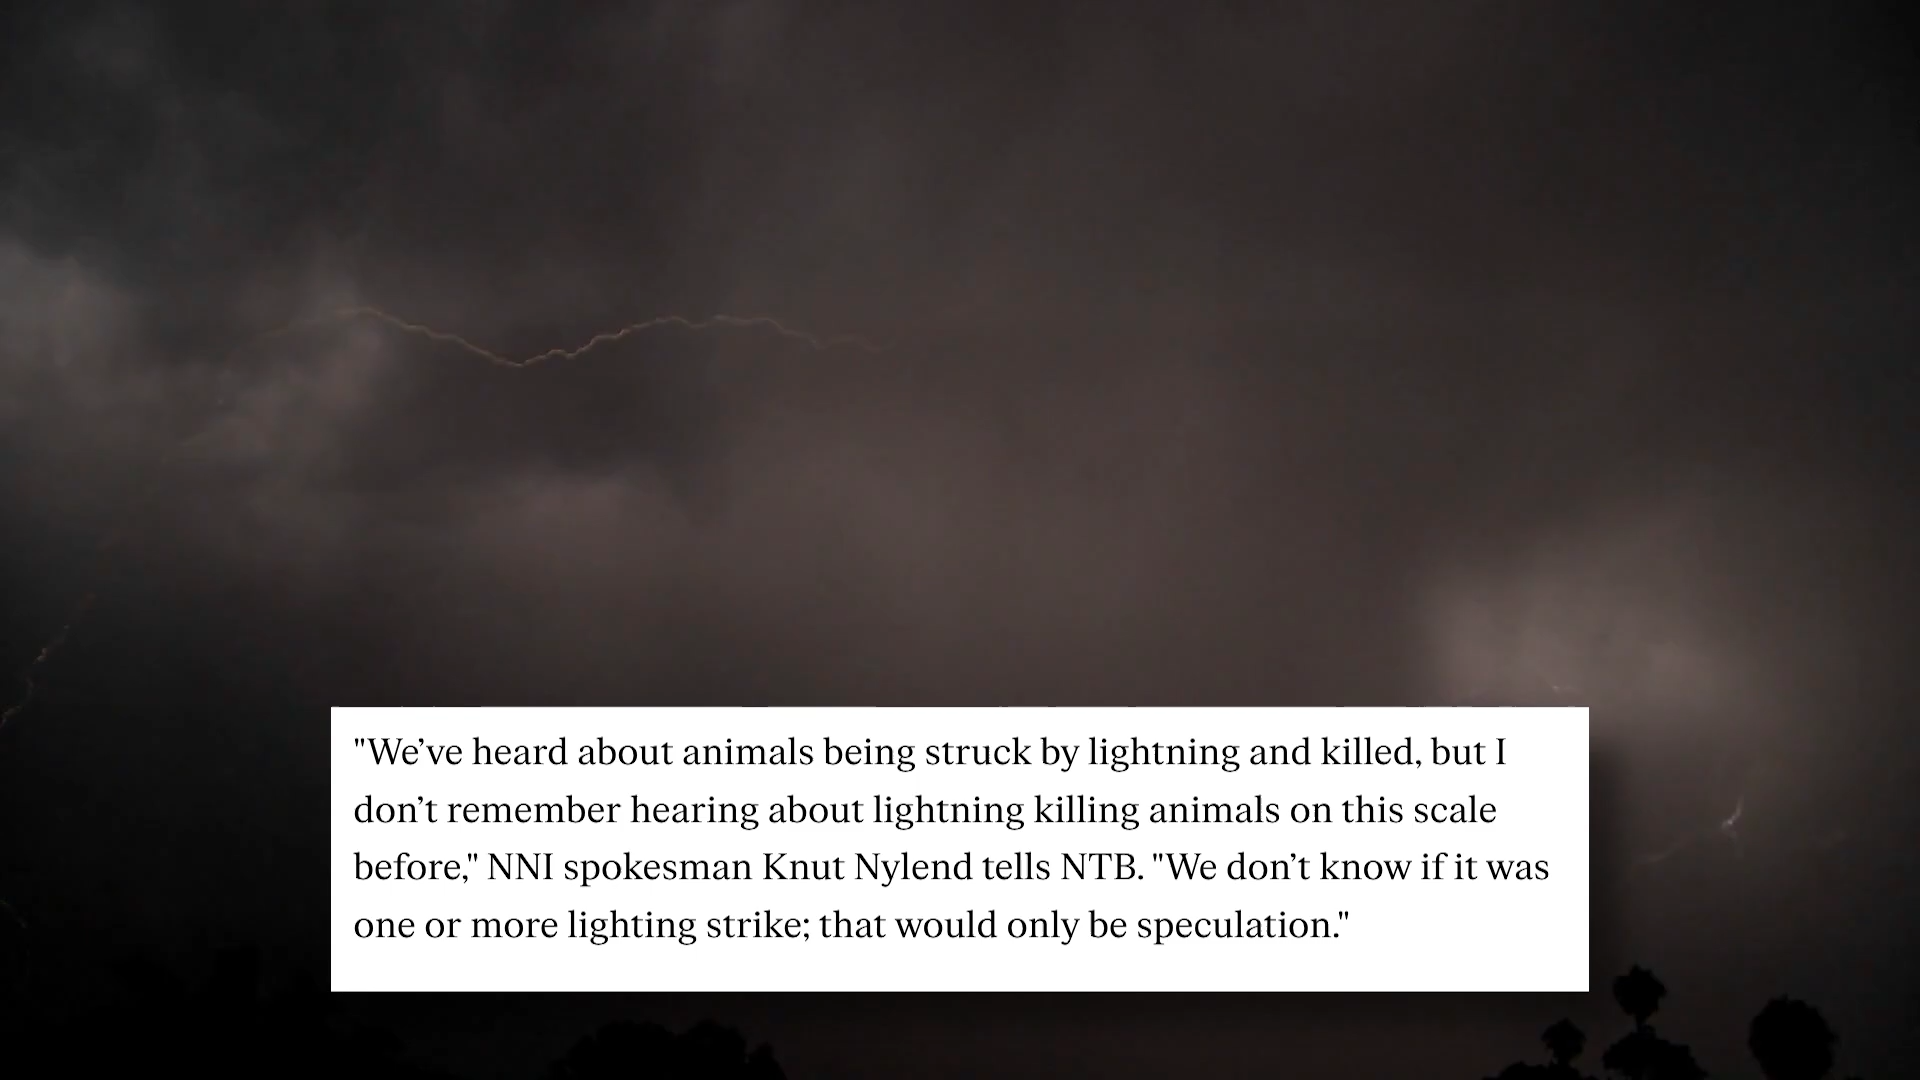 "We’ve heard about animals being struck by lightning and killed, but I
don’t remember hearing about lightning killing animals on this scale
before," NNI spokesman Knut Nylend tells NTB. "We don’t know if it was
one or more lighting strike; that would only be speculation."